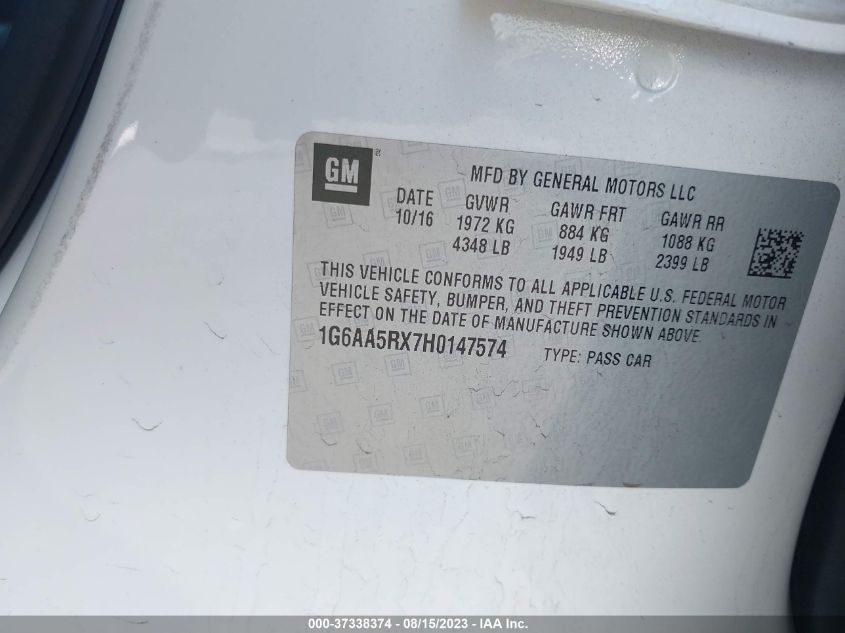 GM
MFD BY GENERAL MOTORS LLC
DATE GVWR GAWR FRT GAWR RR
10/16 1972 KG 884 KG 1088 KG
4348 LB 1949 LB 2399 LB
THIS VEHICLE CONFORMS TO ALL APPLICABLE U.S. FEDERAL MOTOR
VEHICLE SAFETY, BUMPER, AND THEFT PREVENTION STANDARDS IN
EFFECT ON THE DATE OF MANUFACTURE SHOWN ABOVE.
1G6AA5RX7H0147574 TYPE: PASS CAR
000-37338374 - 08/15/2023 - IAA Inc.